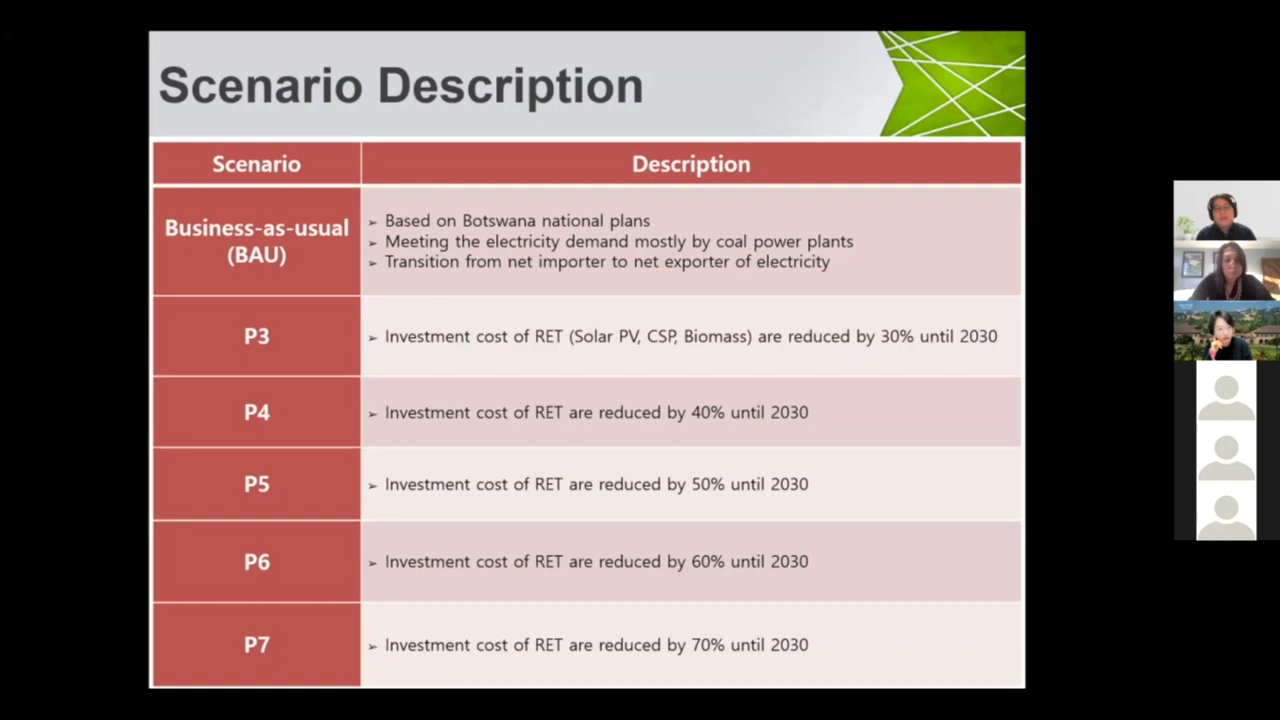 Scenario Description
Scenario
Description
Business-as-usual
(BAU)
➢ Based on Botswana national plans
➢ Meeting the electricity demand mostly by coal power plants
➢ Transition from net importer to net exporter of electricity
P3
➢ Investment cost of RET (Solar PV, CSP, Biomass) are reduced by 30% until 2030
P4
➢ Investment cost of RET are reduced by 40% until 2030
P5
➢ Investment cost of RET are reduced by 50% until 2030
P6
➢ Investment cost of RET are reduced by 60% until 2030
P7
➢ Investment cost of RET are reduced by 70% until 2030